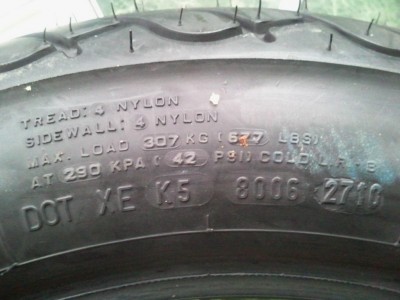 TREAD: 4 NYLON
SIDEWALL: 4 NYLON
MAX. LOAD 307 KG (677 LBS)
AT 290 KPA ( 42 PSI) COLD L.R.-B
DOT XE K5 8006 2710